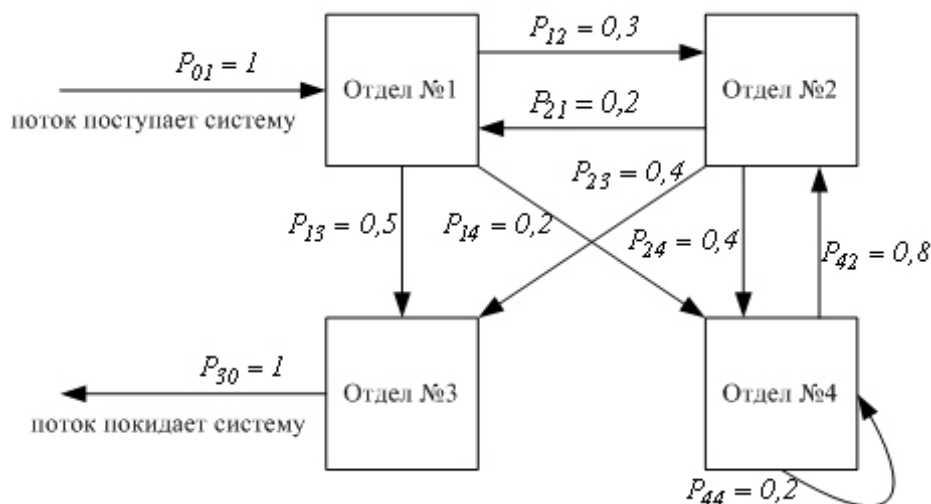 P12 = 0,3
P01 = 1
Отдел №1
Отдел №2
P21 = 0,2
поток поступает систему
P23 = 0,4
P13 = 0,5
P14 = 0,2
P24 = 0,4
P42 = 0,8
P30 = 1
Отдел №3
Отдел №4
поток покидает систему
P44 = 0,2